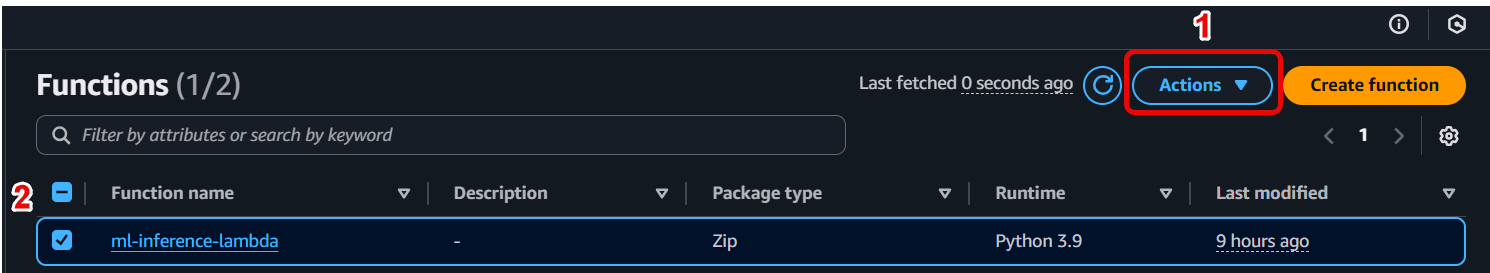 1
Functions (1/2)
Last fetched 0 seconds ago
Actions
Create function
Filter by attributes or search by keyword
1
2
Function name Description Package type Runtime Last modified
ml-inference-lambda - Zip Python 3.9 9 hours ago